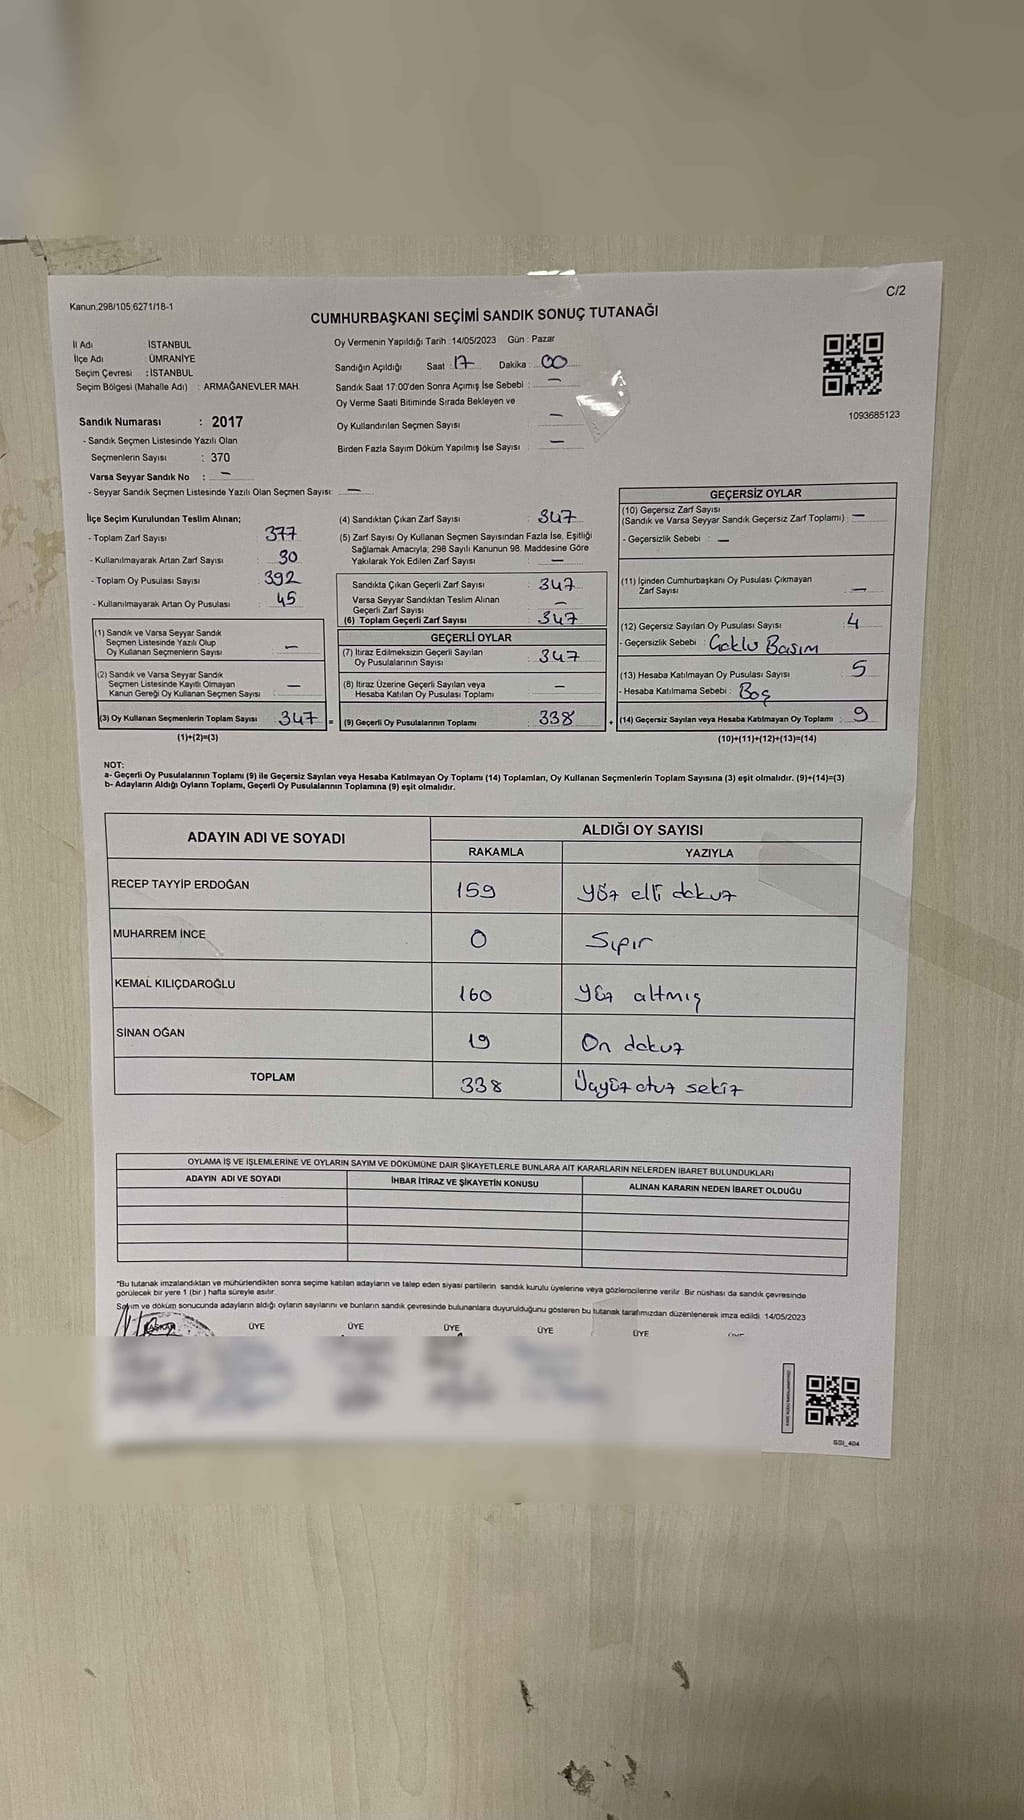 Kanun,298/105,6271/18-1
C/2
CUMHURBAŞKANI SEÇİMİ SANDIK SONUÇ TUTANAĞI
İl Adı : İSTANBUL
İlçe Adı : ÜMRANİYE
Seçim Çevresi : İSTANBUL
Seçim Bölgesi (Mahalle Adı) : ARMAĞANEVLER MAH.
Oy Vermenin Yapıldığı Tarih : 14/05/2023 Gün : Pazar
Sandığın Açıldığı Saat : 17 Dakika : 00
Sandık Saat 17:00'den Sonra Açımış İse Sebebi : —
Oy Verme Saati Bitiminde Sırada Bekleyen ve
Oy Kullandırılan Seçmen Sayısı —
Birden Fazla Sayım Döküm Yapılmış İse Sayısı : —
1093685123
Sandık Numarası : 2017
- Sandık Seçmen Listesinde Yazılı Olan
Seçmenlerin Sayısı : 370
Varsa Seyyar Sandık No : —
- Seyyar Sandık Seçmen Listesinde Yazılı Olan Seçmen Sayısı: —
İlçe Seçim Kurulundan Teslim Alınan;
- Toplam Zarf Sayısı : 377
- Kullanılmayarak Artan Zarf Sayısı : 30
- Toplam Oy Pusulası Sayısı : 392
- Kullanılmayarak Artan Oy Pusulası : 45
(1) Sandık ve Varsa Seyyar Sandık
Seçmen Listesinde Yazılı Olup
Oy Kullanan Seçmenlerin Sayısı : —
(2) Sandık ve Varsa Seyyar Sandık
Seçmen Listesinde Kayıtlı Olmayan
Kanun Gereği Oy Kullanan Seçmen Sayısı : —
(3) Oy Kullanan Seçmenlerin Toplam Sayısı : 347 =
(1)+(2)=(3)
(4) Sandıktan Çıkan Zarf Sayısı : 347
(5) Zarf Sayısı Oy Kullanan Seçmen Sayısından Fazla İse, Eşitliği
Sağlamak Amacıyla, 298 Sayılı Kanunun 98. Maddesine Göre
Yakılarak Yok Edilen Zarf Sayısı : —
Sandıkta Çıkan Geçerli Zarf Sayısı : 347
Varsa Seyyar Sandıktan Teslim Alınan
Geçerli Zarf Sayısı : —
(6) Toplam Geçerli Zarf Sayısı : 347
GEÇERLİ OYLAR
(7) İtiraz Edilmeksizin Geçerli Sayılan
Oy Pusulalarının Sayısı : 347
(8) İtiraz Üzerine Geçerli Sayılan veya
Hesaba Katılan Oy Pusulası Toplamı : —
(9) Geçerli Oy Pusulalarının Toplamı : 338 +
GEÇERSİZ OYLAR
(10) Geçersiz Zarf Sayısı
(Sandık ve Varsa Seyyar Sandık Geçersiz Zarf Toplamı) : —
- Geçersizlik Sebebi : —
(11) İçinden Cumhurbaşkanı Oy Pusulası Çıkmayan
Zarf Sayısı : —
(12) Geçersiz Sayılan Oy Pusulası Sayısı : 4
- Geçersizlik Sebebi : Çoklu Basım
(13) Hesaba Katılmayan Oy Pusulası Sayısı : 5
- Hesaba Katılmama Sebebi : Boş
(14) Geçersiz Sayılan veya Hesaba Katılmayan Oy Toplamı : 9
(10)+(11)+(12)+(13)=(14)
NOT:
a- Geçerli Oy Pusulalarının Toplamı (9) ile Geçersiz Sayılan veya Hesaba Katılmayan Oy Toplamı (14) Toplamları, Oy Kullanan Seçmenlerin Toplam Sayısına (3) eşit olmalıdır. (9)+(14)=(3)
b- Adayların Aldığı Oyların Toplamı, Geçerli Oy Pusulalarının Toplamına (9) eşit olmalıdır.
ADAYIN ADI VE SOYADI
ALDIĞI OY SAYISI
RAKAMLA YAZIYLA
RECEP TAYYİP ERDOĞAN 159 Yüz elli dokuz
MUHARREM İNCE 0 Sıfır
KEMAL KILIÇDAROĞLU 160 Yüz altmış
SİNAN OĞAN 19 On dokuz
TOPLAM 338 Üçyüz otuz sekiz
OYLAMA İŞ VE İŞLEMLERİNE VE OYLARIN SAYIM VE DÖKÜMÜNE DAİR ŞİKAYETLERLE BUNLARA AİT KARARLARIN NELERDEN İBARET BULUNDUKLARI
ADAYIN ADI VE SOYADI İHBAR İTİRAZ VE ŞİKAYETİN KONUSU ALINAN KARARIN NEDEN İBARET OLDUĞU
"Bu tutanak imzalandıktan ve mühürlendikten sonra seçime katılan adayların ve talep eden siyasi partilerin sandık kurulu üyelerine veya gözlemcilerine verilir. Bir nüshası da sandık çevresinde
görülecek bir yere 1 (bir ) hafta süreyle asılır.
Sayım ve döküm sonucunda adayların aldığı oyların sayılarını ve bunların sandık çevresinde bulunanlara duyurulduğunu gösteren bu tutanak tarafımızdan düzenlenerek imza edildi. 14/05/2023
BAŞKAN ÜYE ÜYE ÜYE ÜYE ÜYE
GSI_404